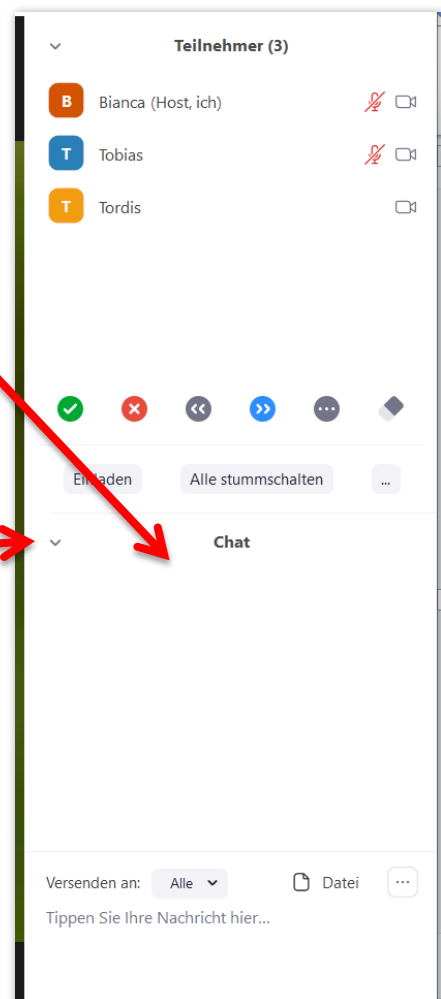 Teilnehmer (3)
B Bianca (Host, ich)
T Tobias
T Tordis
Einladen Alle stummschalten ...
Chat
Versenden an: Alle Datei ...
Tippen Sie Ihre Nachricht hier...